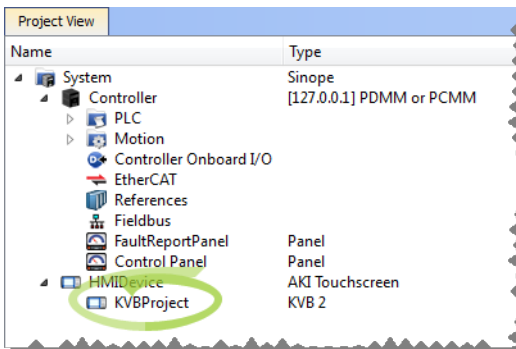 Project View
Name Type
System Sinope
Controller [127.0.0.1] PDMM or PCMM
PLC
Motion
Controller Onboard I/O
EtherCAT
References
Fieldbus
FaultReportPanel Panel
Control Panel Panel
HMIDevice AKI Touchscreen
KVBProject KVB 2